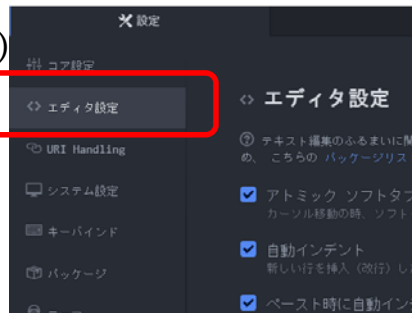 設定
)
コア設定
エディタ設定
URI Handling
システム設定
キーバインド
パッケージ
エディタ設定
テキスト編集のふるまいに関
め、 こちらの パッケージリス
アトミック ソフトタブ
カーソル移動の時、ソフト
自動インデント
新しい行を挿入（改行）し
ペースト時に自動イン